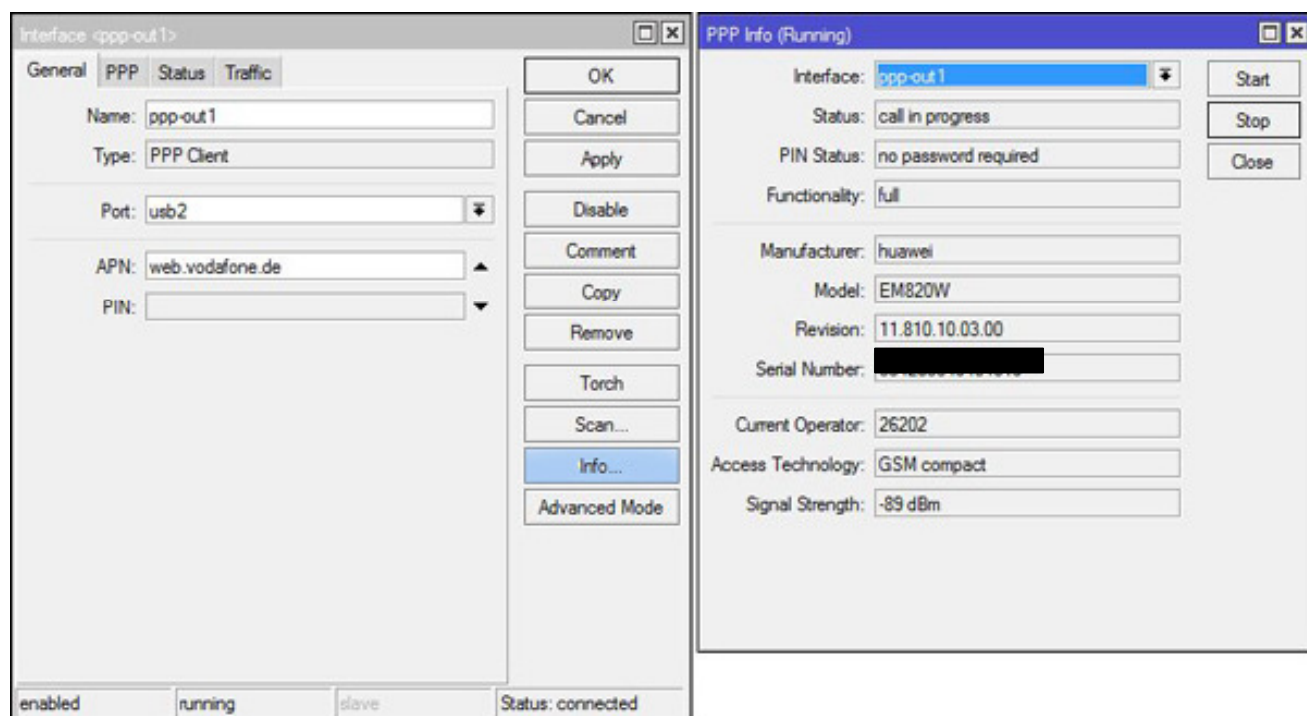 Interface <ppp-out1>
General PPP Status Traffic
Name: ppp-out1
Type: PPP Client
Port: usb2
APN: web.vodafone.de
PIN:
OK
Cancel
Apply
Disable
Comment
Copy
Remove
Torch
Scan...
Info...
Advanced Mode
enabled running slave Status: connected
PPP Info (Running)
Interface: ppp-out1
Status: call in progress
PIN Status: no password required
Functionality: full
Manufacturer: huawei
Model: EM820W
Revision: 11.810.10.03.00
Serial Number:
Current Operator: 26202
Access Technology: GSM compact
Signal Strength: -89 dBm
Start
Stop
Close